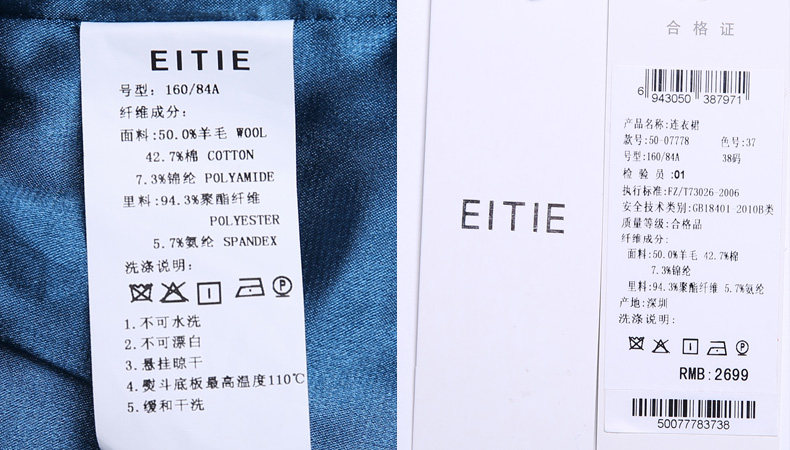 EITIE
号型: 160/84A
纤维成分:
面料:50.0%羊毛 WOOL
42.7%棉 COTTON
7.3%锦纶 POLYAMIDE
里料:94.3%聚酯纤维
POLYESTER
5.7%氨纶 SPANDEX
洗涤说明:
P
1.不可水洗
2.不可漂白
3.悬挂晾干
4.熨斗底板最高温度110℃
5.缓和干洗
EITIE
合格证
6 943050 387971
产品名称:连衣裙
款号:50-07778 色号:37
号型:160/84A 38码
检验员:01
执行标准:FZ/T73026-2006
安全技术类别:GB18401-2010B类
质量等级:合格品
纤维成分:
面料:50.0%羊毛 42.7%棉
7.3%锦纶
里料:94.3%聚酯纤维 5.7%氨纶
产地:深圳
洗涤说明:
P
RMB:2699
50077783738